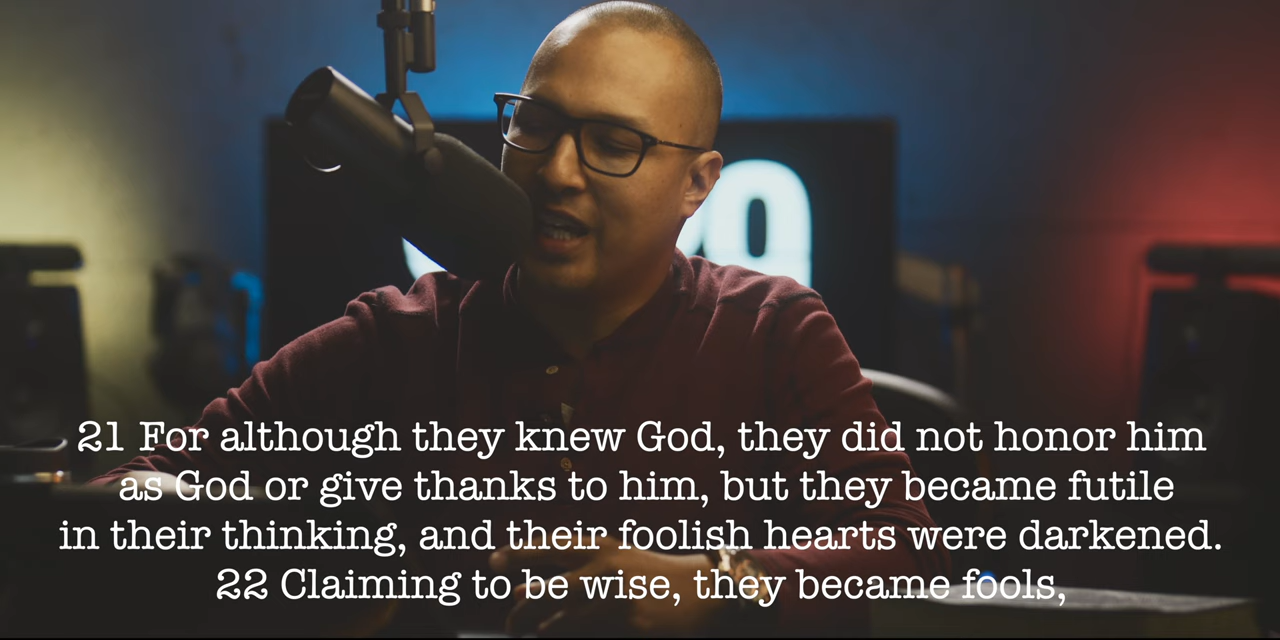 21 For although they knew God, they did not honor him
as God or give thanks to him, but they became futile
in their thinking, and their foolish hearts were darkened.
22 Claiming to be wise, they became fools,